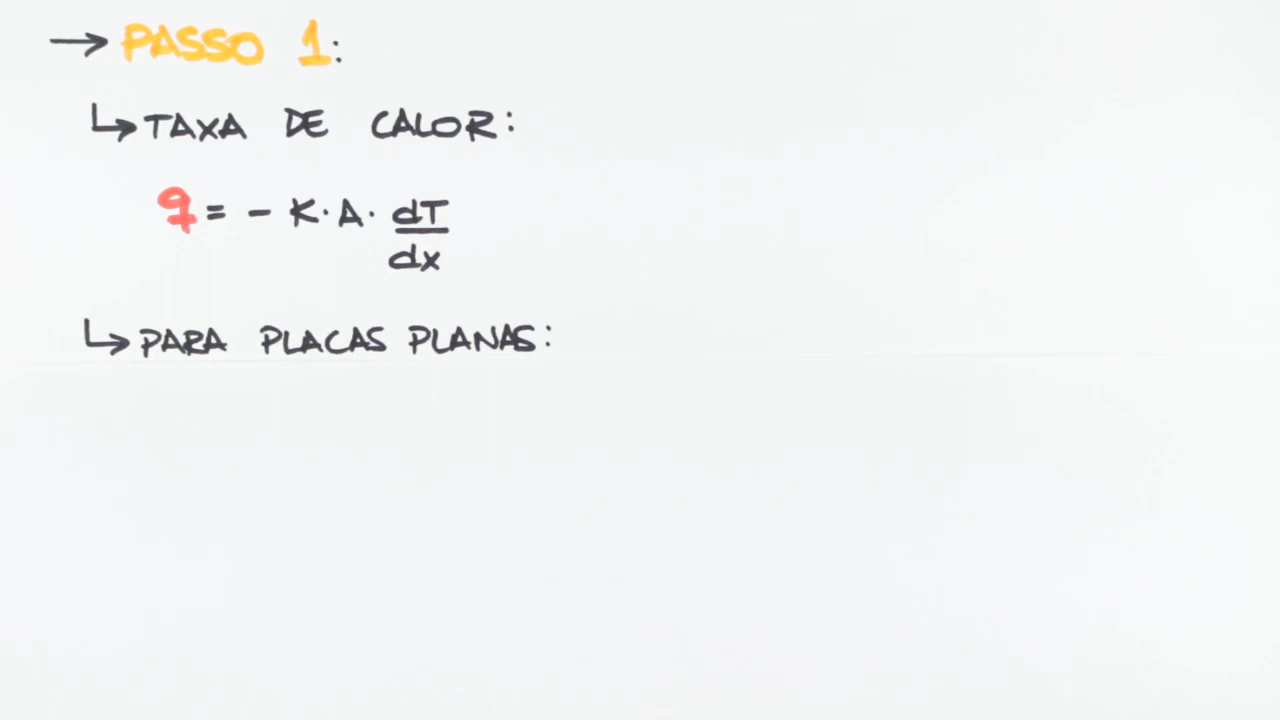 → PASSO 1:
↳ TAXA DE CALOR:
q = - K · A · dT
dx
↳ PARA PLACAS PLANAS: